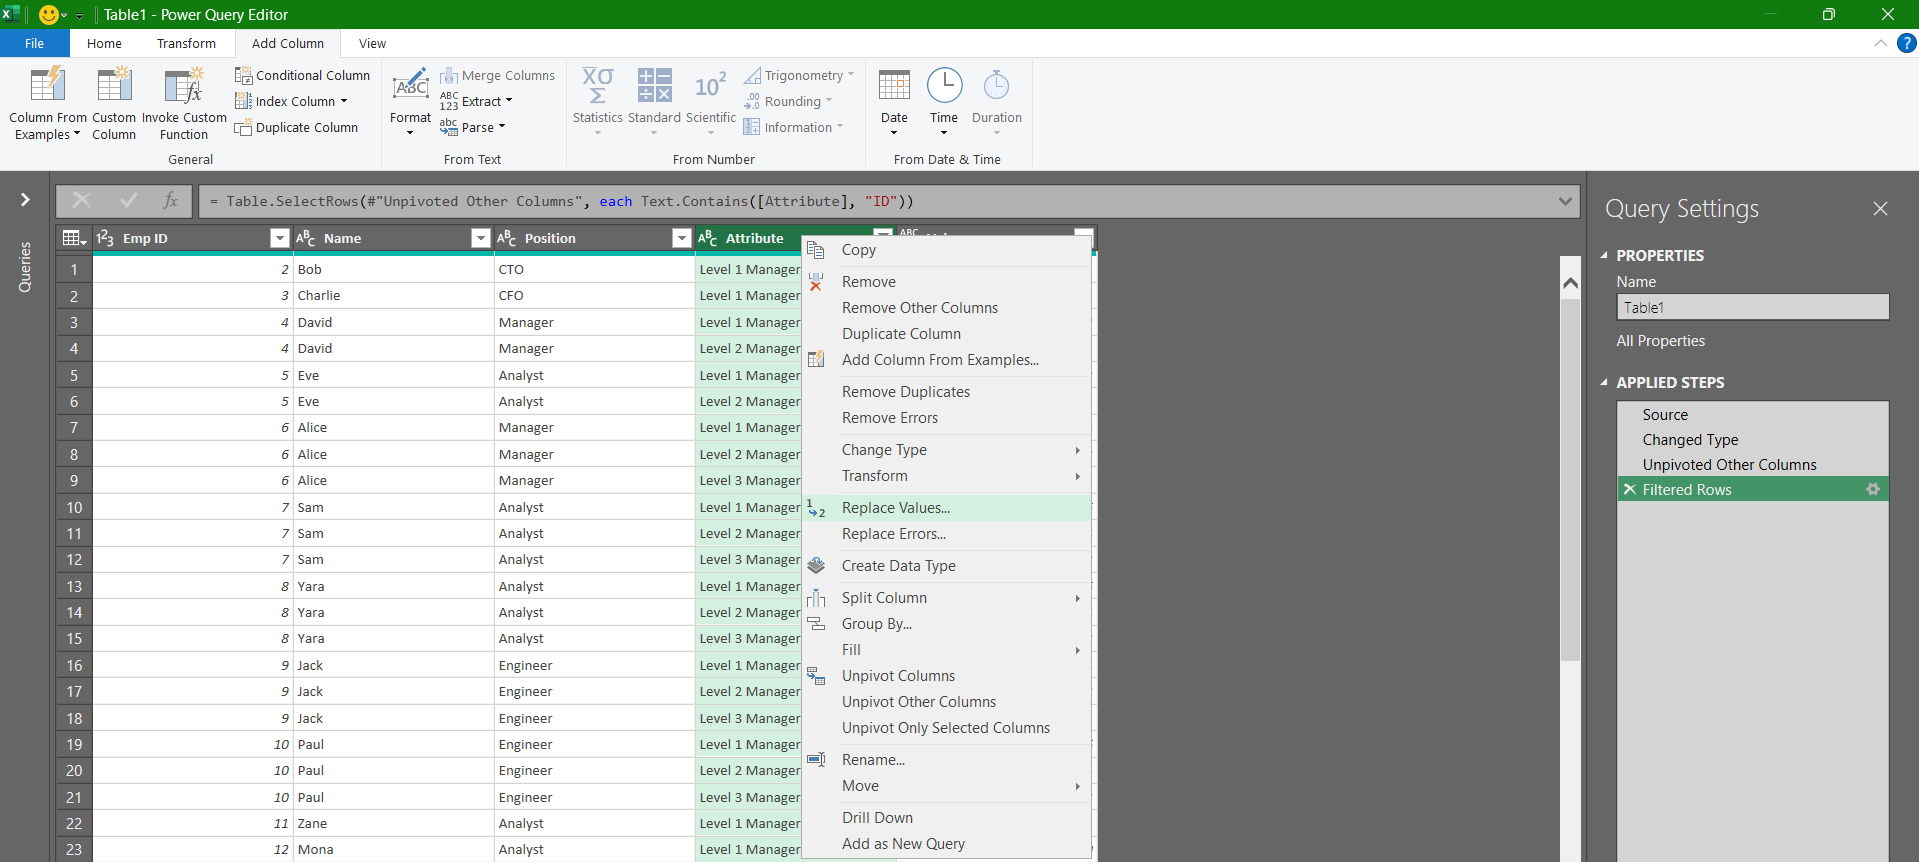 Table1 - Power Query Editor
File Home Transform Add Column View
Column From Examples
Custom Column
Invoke Custom Function
Conditional Column
Index Column
Duplicate Column
General
Format
Merge Columns
Extract
Parse
From Text
Statistics
Standard
Scientific
Trigonometry
Rounding
Information
From Number
Date
Time
Duration
From Date & Time
= Table.SelectRows(#"Unpivoted Other Columns", each Text.Contains([Attribute], "ID"))
Queries
Emp ID Name Position Attribute
1 2 Bob CTO Level 1 Manager
2 3 Charlie CFO Level 1 Manager
3 4 David Manager Level 1 Manager
4 4 David Manager Level 2 Manager
5 5 Eve Analyst Level 1 Manager
6 5 Eve Analyst Level 2 Manager
7 6 Alice Manager Level 1 Manager
8 6 Alice Manager Level 2 Manager
9 6 Alice Manager Level 3 Manager
10 7 Sam Analyst Level 1 Manager
11 7 Sam Analyst Level 2 Manager
12 7 Sam Analyst Level 3 Manager
13 8 Yara Analyst Level 1 Manager
14 8 Yara Analyst Level 2 Manager
15 8 Yara Analyst Level 3 Manager
16 9 Jack Engineer Level 1 Manager
17 9 Jack Engineer Level 2 Manager
18 9 Jack Engineer Level 3 Manager
19 10 Paul Engineer Level 1 Manager
20 10 Paul Engineer Level 2 Manager
21 10 Paul Engineer Level 3 Manager
22 11 Zane Analyst Level 1 Manager
23 12 Mona Analyst Level 1 Manager
Copy
Remove
Remove Other Columns
Duplicate Column
Add Column From Examples...
Remove Duplicates
Remove Errors
Change Type
Transform
Replace Values...
Replace Errors...
Create Data Type
Split Column
Group By...
Fill
Unpivot Columns
Unpivot Other Columns
Unpivot Only Selected Columns
Rename...
Move
Drill Down
Add as New Query
Query Settings
PROPERTIES
Name
Table1
All Properties
APPLIED STEPS
Source
Changed Type
Unpivoted Other Columns
Filtered Rows